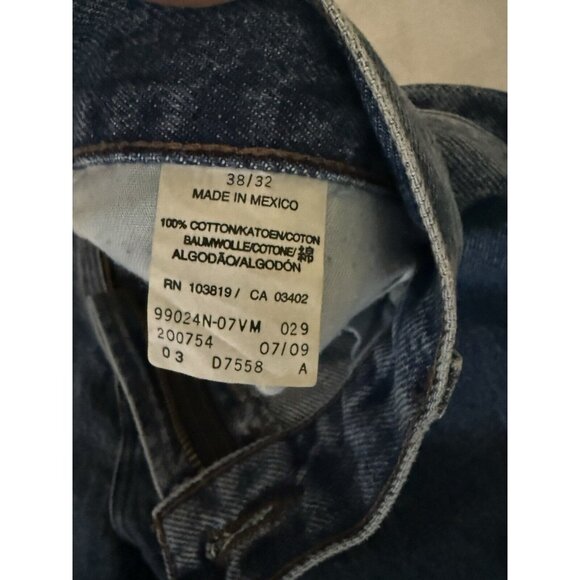 38/32
MADE IN MEXICO
100% COTTON/KATOEN/COTON
BAUMWOLLE/COTONE/綿
ALGODÃO/ALGODÓN
RN 103819/ CA 03402
99024N-07VM 029
200754 07/09
03 D7558 A